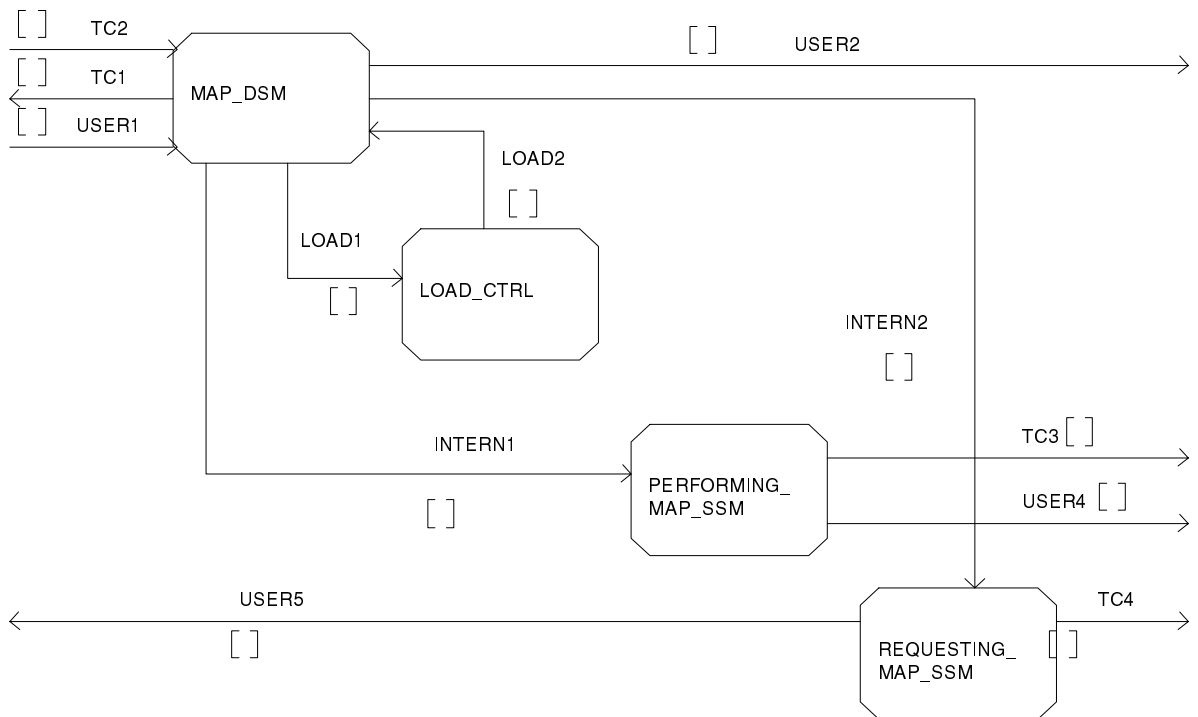 [ ] TC2
[ ] USER2
[ ] TC1
MAP_DSM
[ ] USER1
LOAD2
[ ]
LOAD1
LOAD_CTRL
[ ]
INTERN2
[ ]
INTERN1
[ ]
TC3 [ ]
PERFORMING_
MAP_SSM
USER4 [ ]
USER5
[ ]
TC4
[ ]
REQUESTING_
MAP_SSM